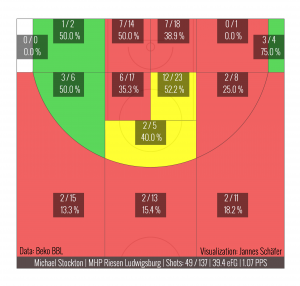 1 / 2
50.0 %
7 / 14
50.0 %
7 / 18
38.9 %
0 / 1
0.0 %
0 / 0
0.0 %
3 / 4
75.0 %
3 / 6
50.0 %
6 / 17
35.3 %
12 / 23
52.2 %
2 / 8
25.0 %
2 / 5
40.0 %
2 / 15
13.3 %
2 / 13
15.4 %
2 / 11
18.2 %
Data: Beko BBL
Visualization: Jannes Schäfer
Michael Stockton | MHP Riesen Ludwigsburg | Shots: 49 / 137 | 39.4 eFG | 1.07 PPS